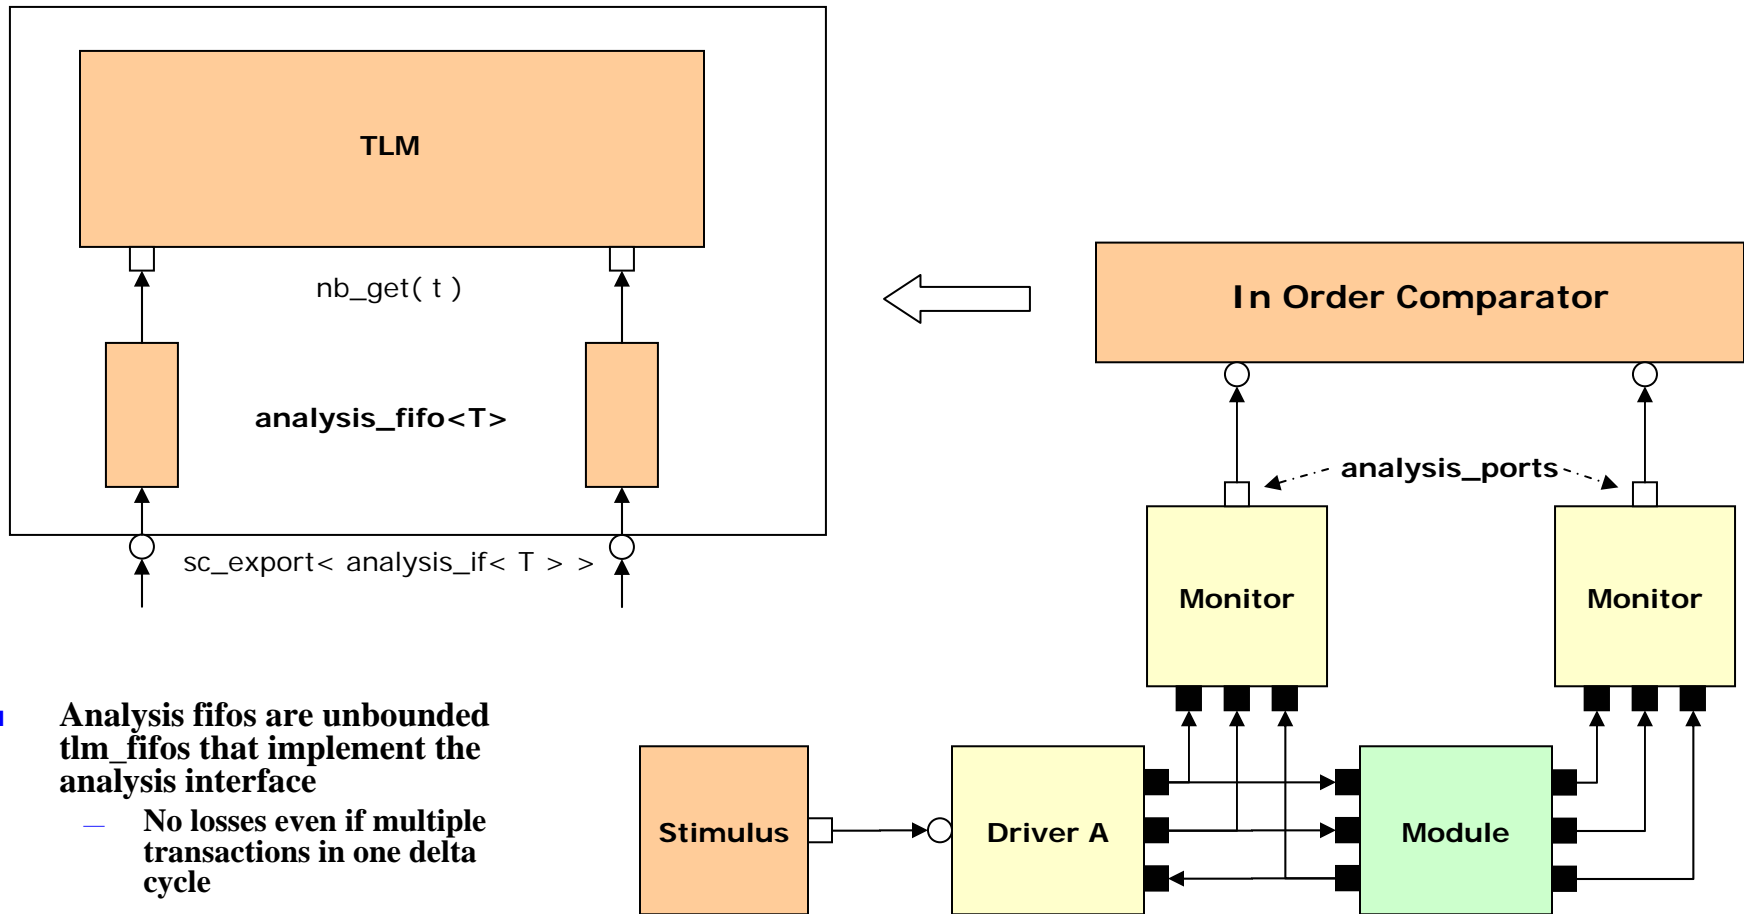 TLM
nb_get( t )
analysis_fifo<T>
sc_export< analysis_if< T > >
In Order Comparator
analysis_ports
Monitor
Monitor
Analysis fifos are unbounded
tlm_fifos that implement the
analysis interface
— No losses even if multiple
transactions in one delta
cycle
Stimulus
Driver A
Module